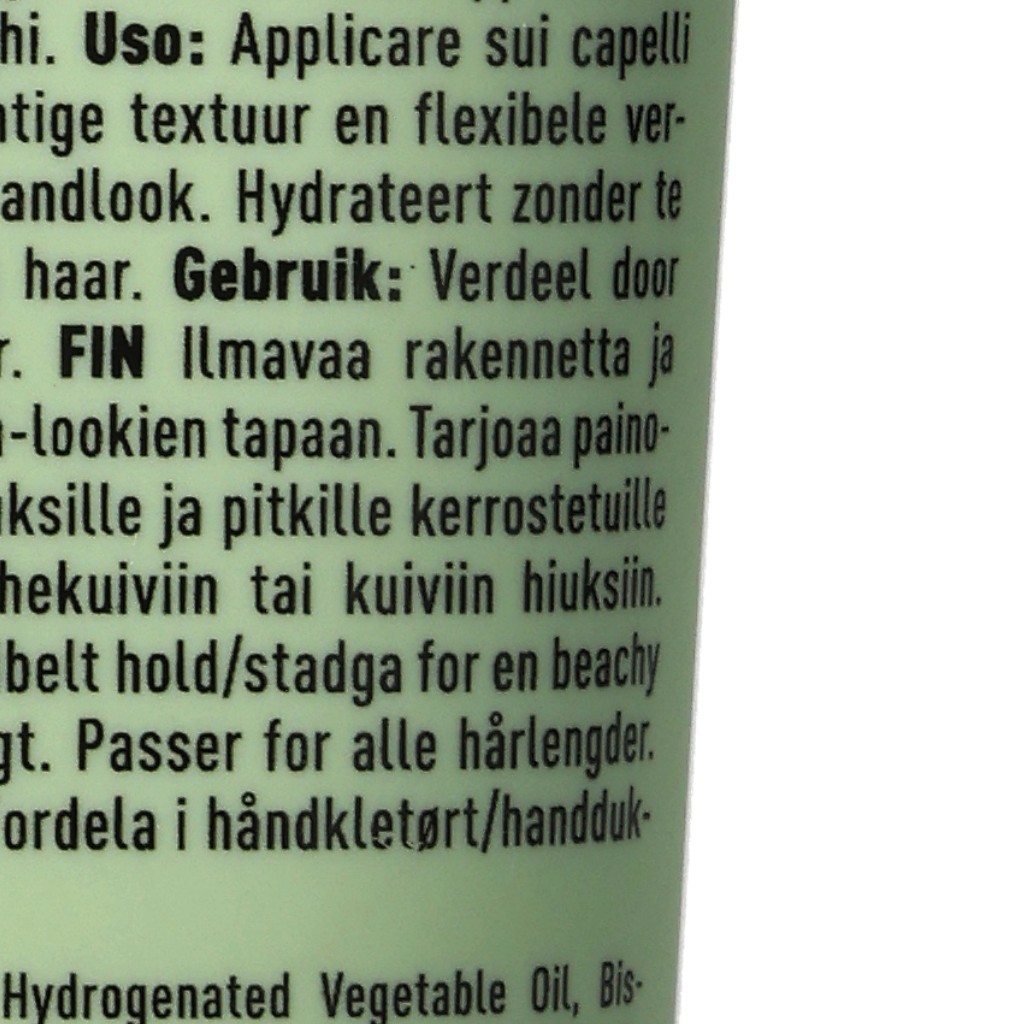 hi. Uso: Applicare sui capelli
ntige textuur en flexibele ver-
andlook. Hydrateert zonder te
haar. Gebruik: Verdeel door
r. FIN Ilmavaa rakennetta ja
-lookien tapaan. Tarjoaa paino-
ksille ja pitkille kerrostetuille
hekuiviin tai kuiviin hiuksiin.
belt hold/stadga for en beachy
gt. Passer for alle hårlengder.
ordela i håndkletørt/handduk-
Hydrogenated Vegetable Oil, Bis-